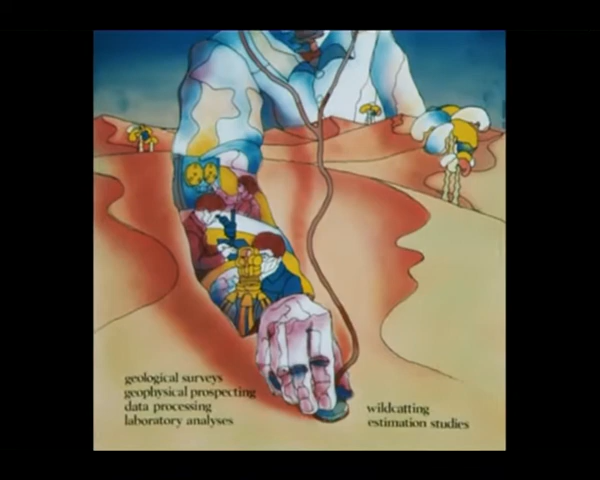 geological surveys
geophysical prospecting
data processing
laboratory analyses
wildcatting
estimation studies